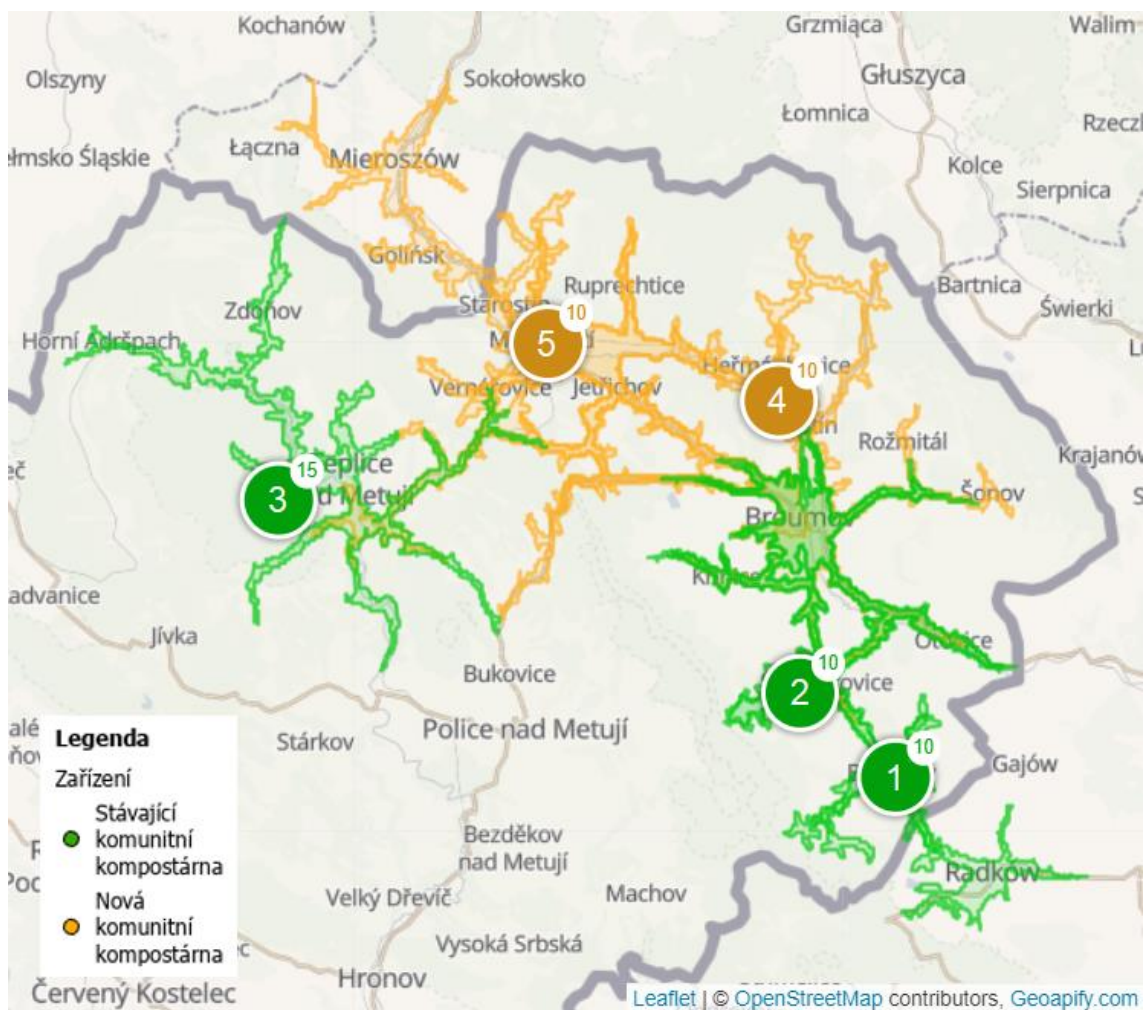 Kochanów
Grzmiąca
Walim
Olszyny
Sokołowsko
Głuszyca
Łomnica
Łączna
Mieroszów
Kolce
Sierpnica
Golińsk
Zdoňov
Ruprechtice
Bartnica
Świerki
10
5
Horní Adršpach
Vernéřovice
Jetřichov
10
4
Rožmitál
15
3
Šonov
Broumov
Jívka
Bukovice
10
2
Police nad Metují
Stárkov
10
1
Gajów
Legenda
Zařízení
Stávající
komunitní
kompostárna
Nová
komunitní
kompostárna
Bezděkov
nad Metují
Radków
Velký Dřevíč
Machov
Vysoká Srbská
Hronov
Červený Kostelec
Leaflet | © OpenStreetMap contributors, Geoapify.com